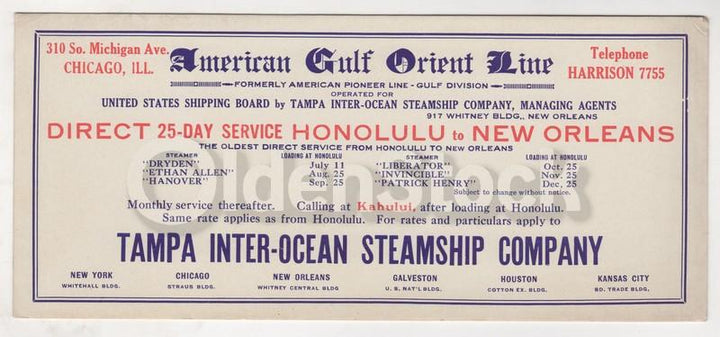 310 So. Michigan Ave.
CHICAGO, ILL.
American Gulf Orient Line
Telephone
HARRISON 7755
FORMERLY AMERICAN PIONEER LINE - GULF DIVISION
OPERATED FOR
UNITED STATES SHIPPING BOARD by TAMPA INTER-OCEAN STEAMSHIP COMPANY, MANAGING AGENTS
917 WHITNEY BLDG., NEW ORLEANS
DIRECT 25-DAY SERVICE HONOLULU to NEW ORLEANS
THE OLDEST DIRECT SERVICE FROM HONOLULU TO NEW ORLEANS
STEAMER LOADING AT HONOLULU STEAMER LOADING AT HONOLULU
"DRYDEN" July 11 "LIBERATOR" Oct. 25
"ETHAN ALLEN" Aug. 25 "INVINCIBLE" Nov. 25
"HANOVER" Sep. 25 "PATRICK HENRY" Dec. 25
Subject to change without notice.
Oldenstock
Monthly service thereafter. Calling at Kahului, after loading at Honolulu.
Same rate applies as from Honolulu. For rates and particulars apply to
TAMPA INTER-OCEAN STEAMSHIP COMPANY
NEW YORK CHICAGO NEW ORLEANS GALVESTON HOUSTON KANSAS CITY
WHITEHALL BLDG. STRAUS BLDG. WHITNEY CENTRAL BLDG. U. S. NAT'L BLDG. COTTON EX. BLDG. BD. TRADE BLDG.